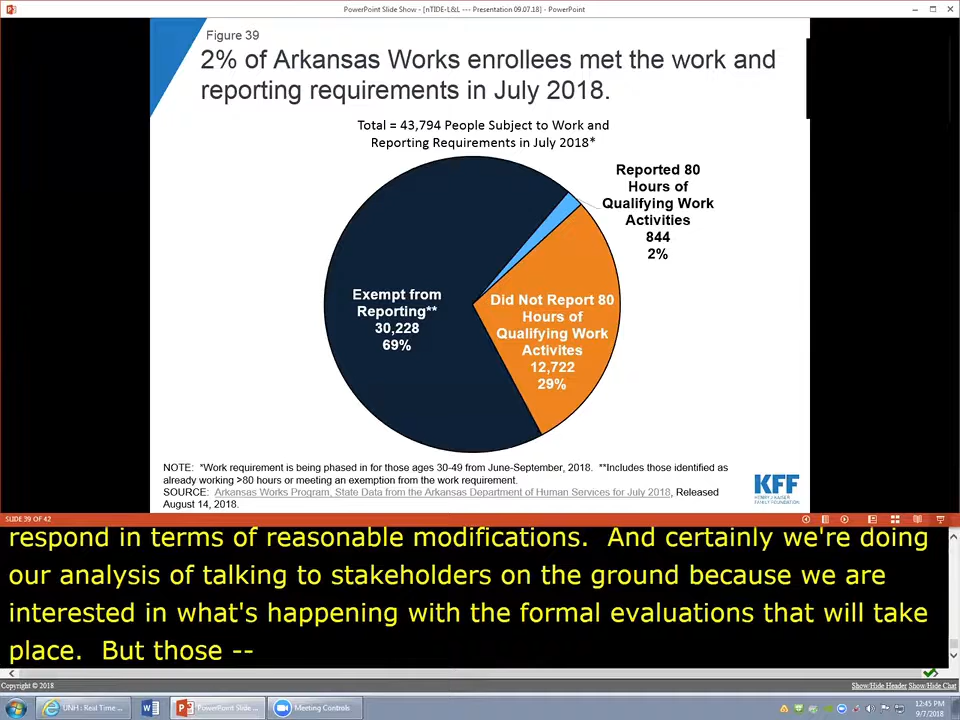 PowerPoint Slide Show - [nTIDE-L&L --- Presentation 09.07.18] - PowerPoint
Figure 39
2% of Arkansas Works enrollees met the work and
reporting requirements in July 2018.
Total = 43,794 People Subject to Work and
Reporting Requirements in July 2018*
Reported 80
Hours of
Qualifying Work
Activities
844
2%
Exempt from
Reporting**
30,228
69%
Did Not Report 80
Hours of
Qualifying Work
Activites
12,722
29%
NOTE: *Work requirement is being phased in for those ages 30-49 from June-September, 2018. **Includes those identified as
already working >80 hours or meeting an exemption from the work requirement.
SOURCE: Arkansas Works Program, State Data from the Arkansas Department of Human Services for July 2018, Released
August 14, 2018.
KFF
HENRY J KAISER
FAMILY FOUNDATION
SLIDE 39 OF 42
respond in terms of reasonable modifications. And certainly we're doing
our analysis of talking to stakeholders on the ground because we are
interested in what's happening with the formal evaluations that will take
place. But those --
Copyright © 2018
Show/Hide Header Show/Hide Chat
UNH: Real Time ...
PowerPoint Slide ...
Meeting Controls
12:45 PM
9/7/2018